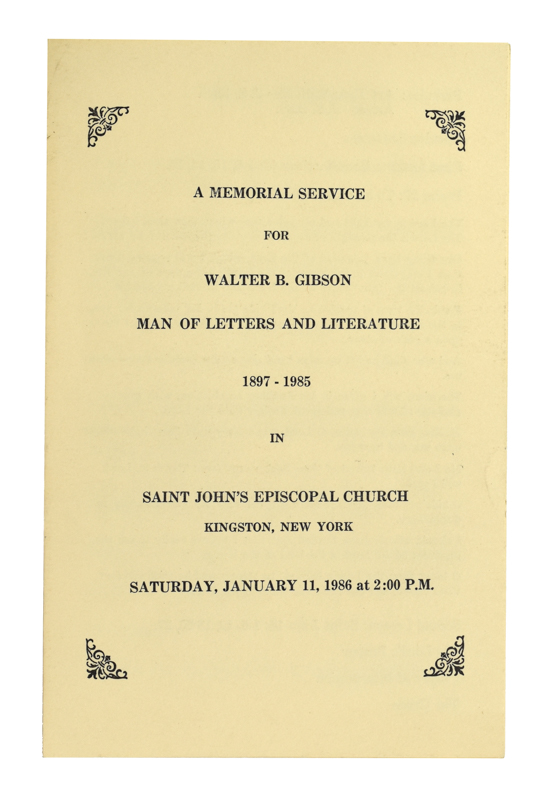 A MEMORIAL SERVICE
FOR
WALTER B. GIBSON
MAN OF LETTERS AND LITERATURE
1897 - 1985
IN
SAINT JOHN'S EPISCOPAL CHURCH
KINGSTON, NEW YORK
SATURDAY, JANUARY 11, 1986 at 2:00 P.M.